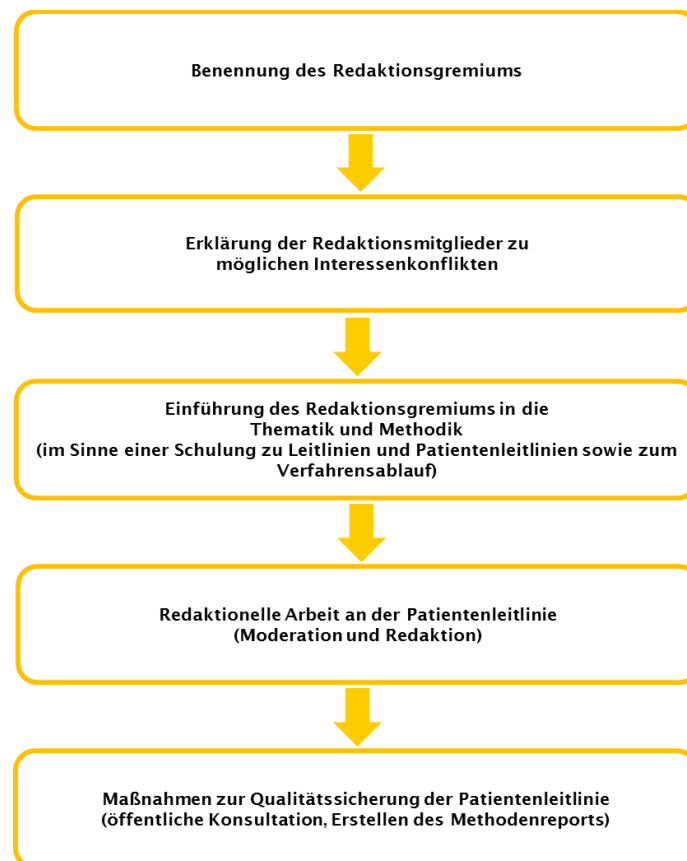 Benennung des Redaktionsgremiums
Erklärung der Redaktionsmitglieder zu
möglichen Interessenkonflikten
Einführung des Redaktionsgremiums in die
Thematik und Methodik
(im Sinne einer Schulung zu Leitlinien und Patientenleitlinien sowie zum
Verfahrensablauf)
Redaktionelle Arbeit an der Patientenleitlinie
(Moderation und Redaktion)
Maßnahmen zur Qualitätssicherung der Patientenleitlinie
(öffentliche Konsultation, Erstellen des Methodenreports)